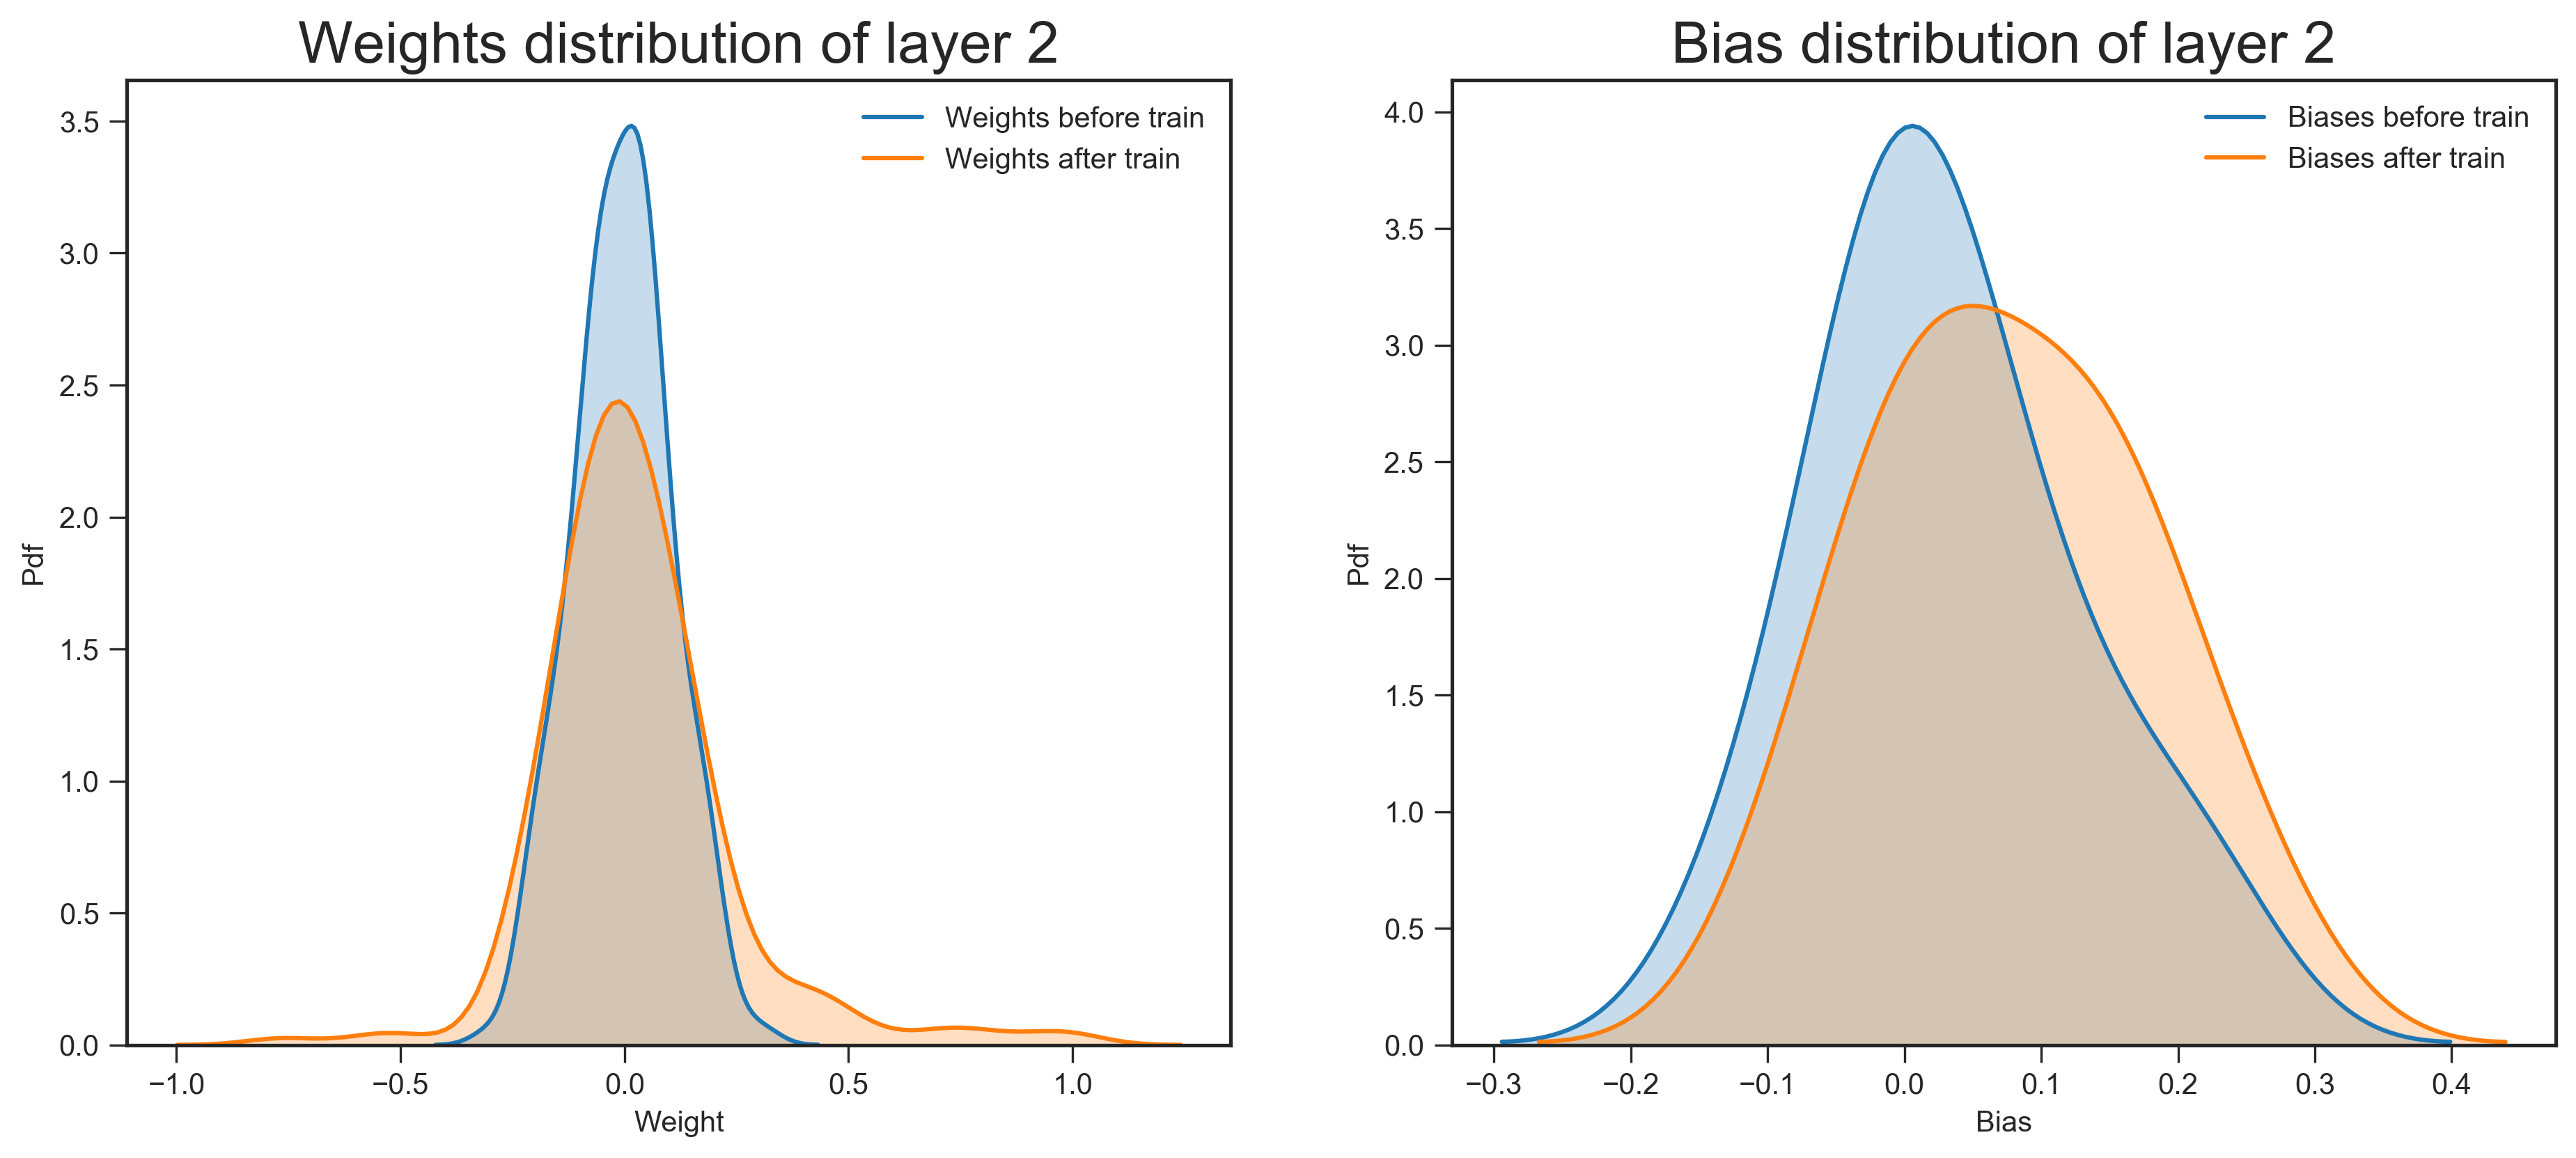 Weights distribution of layer 2
Weights before train
Weights after train
3.5
3.0
2.5
2.0
1.5
1.0
0.5
0.0
Pdf
−1.0 −0.5 0.0 0.5 1.0
Weight
Bias distribution of layer 2
Biases before train
Biases after train
4.0
3.5
3.0
2.5
2.0
1.5
1.0
0.5
0.0
Pdf
−0.3 −0.2 −0.1 0.0 0.1 0.2 0.3 0.4
Bias